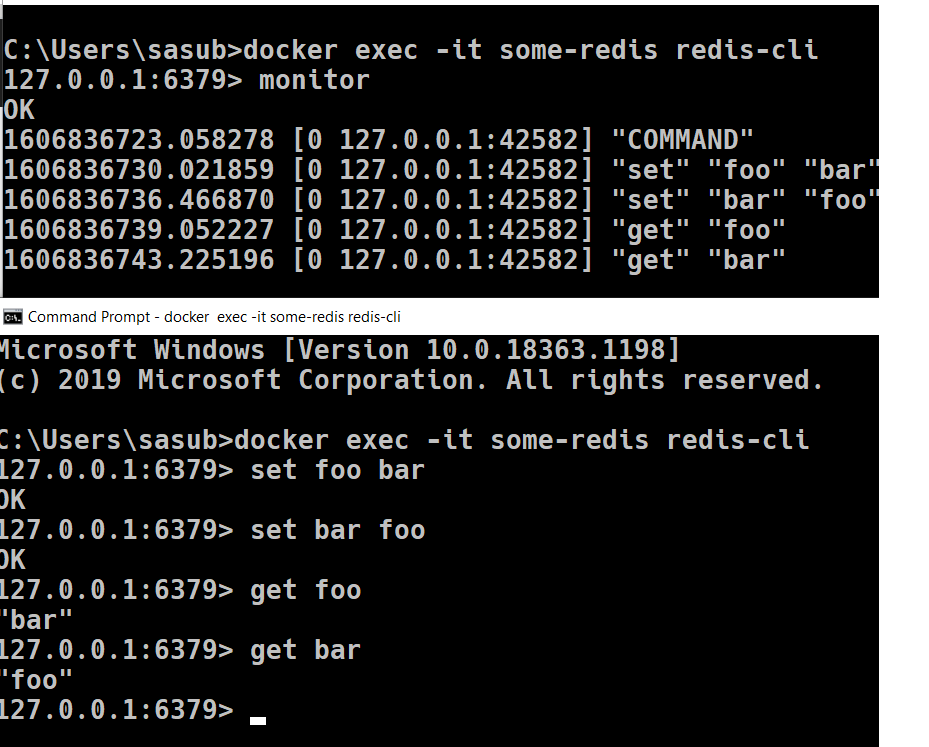 C:\Users\sasub>docker exec -it some-redis redis-cli
127.0.0.1:6379> monitor
OK
1606836723.058278 [0 127.0.0.1:42582] "COMMAND"
1606836730.021859 [0 127.0.0.1:42582] "set" "foo" "bar"
1606836736.466870 [0 127.0.0.1:42582] "set" "bar" "foo"
1606836739.052227 [0 127.0.0.1:42582] "get" "foo"
1606836743.225196 [0 127.0.0.1:42582] "get" "bar"
Command Prompt - docker  exec -it some-redis redis-cli
Microsoft Windows [Version 10.0.18363.1198]
(c) 2019 Microsoft Corporation. All rights reserved.
C:\Users\sasub>docker exec -it some-redis redis-cli
127.0.0.1:6379> set foo bar
OK
127.0.0.1:6379> set bar foo
OK
127.0.0.1:6379> get foo
"bar"
127.0.0.1:6379> get bar
"foo"
127.0.0.1:6379>